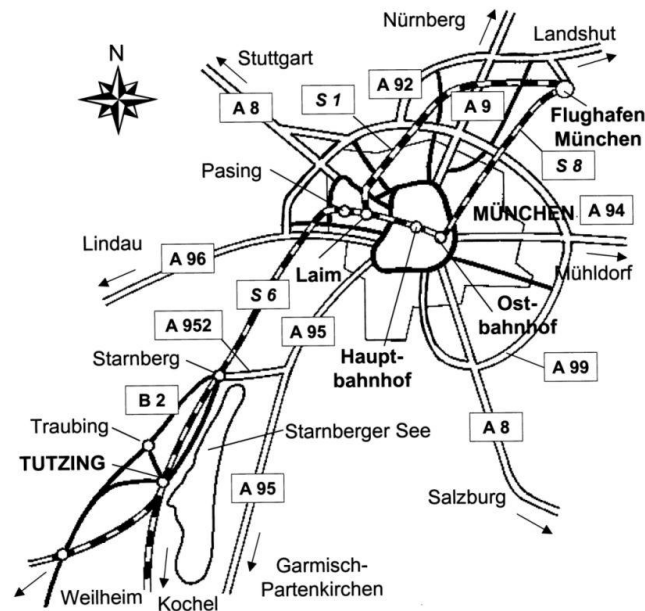 Nürnberg
N
Landshut
Stuttgart
A 92
S 1
A 9
A 8
Flughafen
München
S 8
Pasing
MÜNCHEN
A 94
Lindau
A 96
Laim
Mühldorf
S 6
Ost-
bahnhof
A 952
A 95
Haupt-
bahnhof
Starnberg
A 99
B 2
Traubing
Starnberger See
A 8
TUTZING
A 95
Salzburg
Garmisch-
Partenkirchen
Weilheim
Kochel